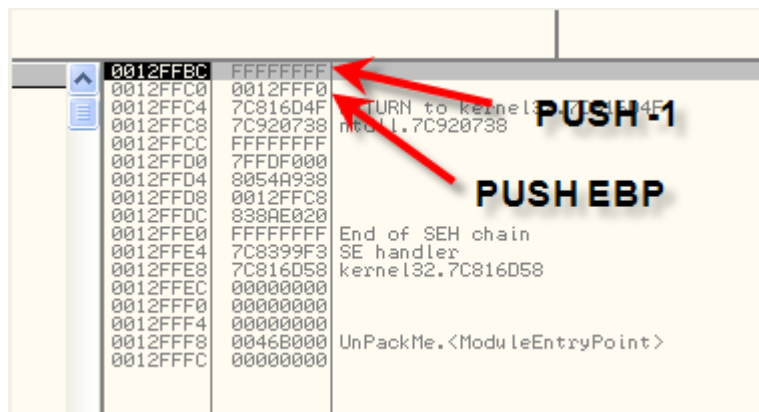 0012FFBC FFFFFFFF
0012FFC0 0012FFF0
0012FFC4 7C816D4F TURN to kernel
0012FFC8 7C920738 7C920738
0012FFCC FFFFFFFF
0012FFD0 7FFDF000
0012FFD4 8054A938
0012FFD8 0012FFC8
0012FFDC 838AE020
0012FFE0 FFFFFFFF End of SEH chain
0012FFE4 7C8399F3 SE handler
0012FFE8 7C816D58 kernel32.7C816D58
0012FFEC 00000000
0012FFF0 00000000
0012FFF4 00000000
0012FFF8 0046B000 UnPackMe.<ModuleEntryPoint>
0012FFFC 00000000
PUSH -1
PUSH EBP